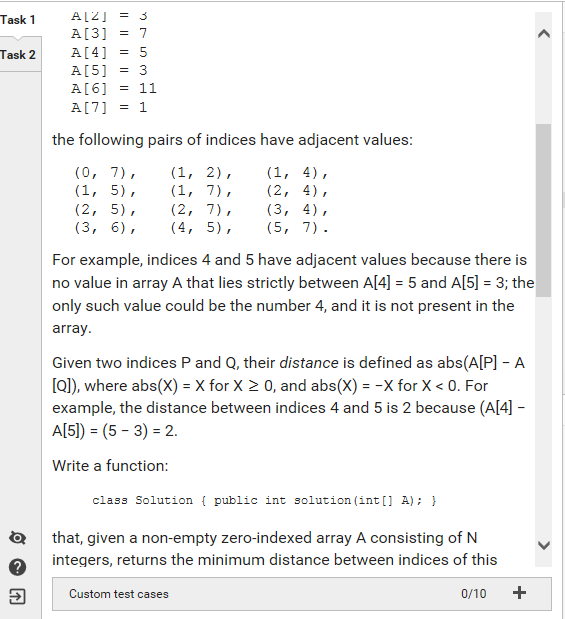 Task 1
Task 2
A[2] = 3
A[3] = 7
A[4] = 5
A[5] = 3
A[6] = 11
A[7] = 1
the following pairs of indices have adjacent values:
(0, 7), (1, 2), (1, 4),
(1, 5), (1, 7), (2, 4),
(2, 5), (2, 7), (3, 4),
(3, 6), (4, 5), (5, 7).
For example, indices 4 and 5 have adjacent values because there is
no value in array A that lies strictly between A[4] = 5 and A[5] = 3; the
only such value could be the number 4, and it is not present in the
array.
Given two indices P and Q, their distance is defined as abs(A[P] − A
[Q]), where abs(X) = X for X ≥ 0, and abs(X) = −X for X < 0. For
example, the distance between indices 4 and 5 is 2 because (A[4] −
A[5]) = (5 − 3) = 2.
Write a function:
class Solution { public int solution(int[] A); }
that, given a non-empty zero-indexed array A consisting of N
integers, returns the minimum distance between indices of this
Custom test cases 0/10 +